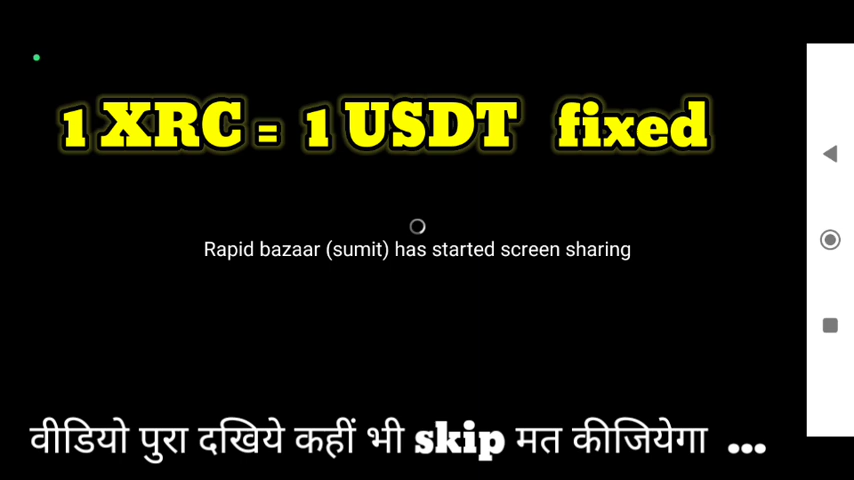 1 XRC = 1 USDT fixed
Rapid bazaar (sumit) has started screen sharing
वीडियो पुरा दखिये कहीं भी skip मत कीजियेगा ...